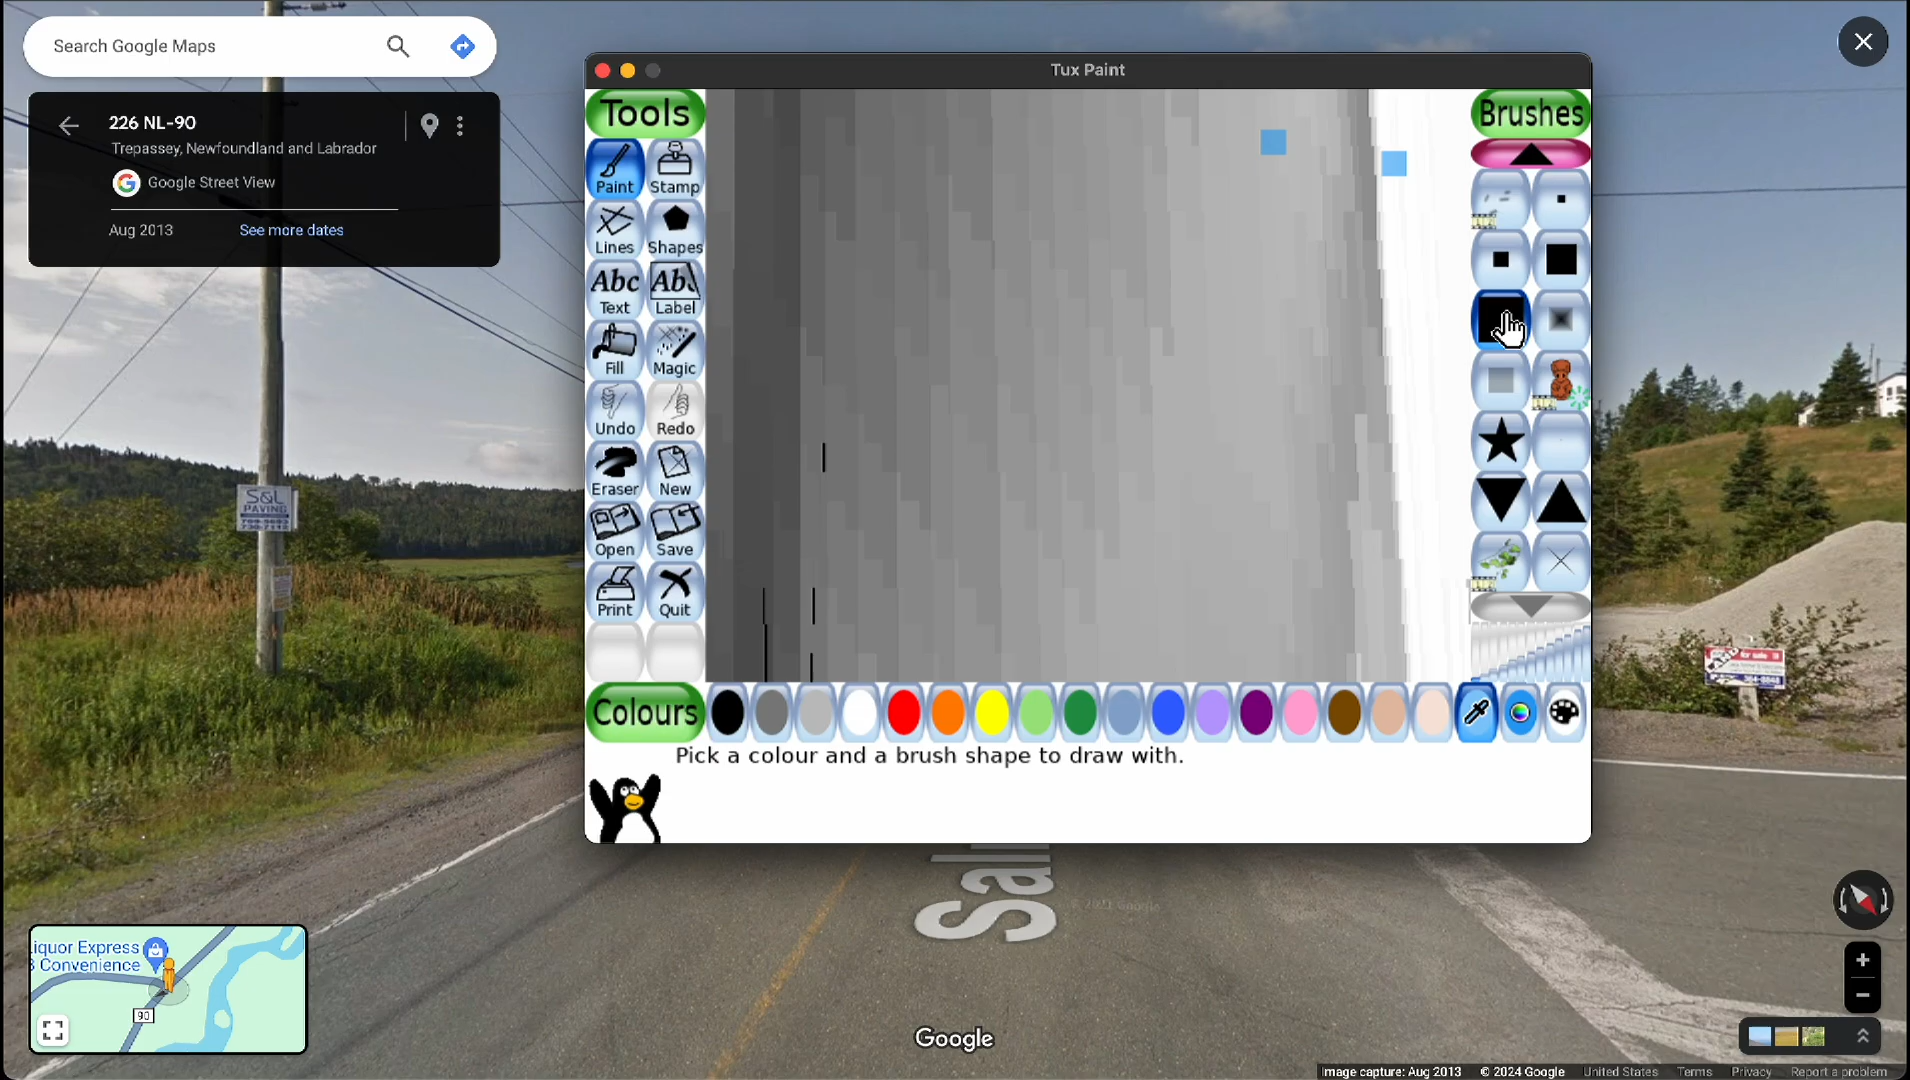 Search Google Maps
226 NL-90
Trepassey, Newfoundland and Labrador
Google Street View
Aug 2013
See more dates
S&L
PAVING
Tux Paint
Tools
Brushes
Paint
Stamp
Lines
Shapes
Abc
Abc
Text
Label
Fill
Magic
Undo
Redo
Eraser
New
Open
Save
Print
Quit
Colours
Pick a colour and a brush shape to draw with.
for sale
Sal
iquor Express
Convenience
90
Google
Image capture: Aug 2013 © 2024 Google United States Terms Privacy Report a problem